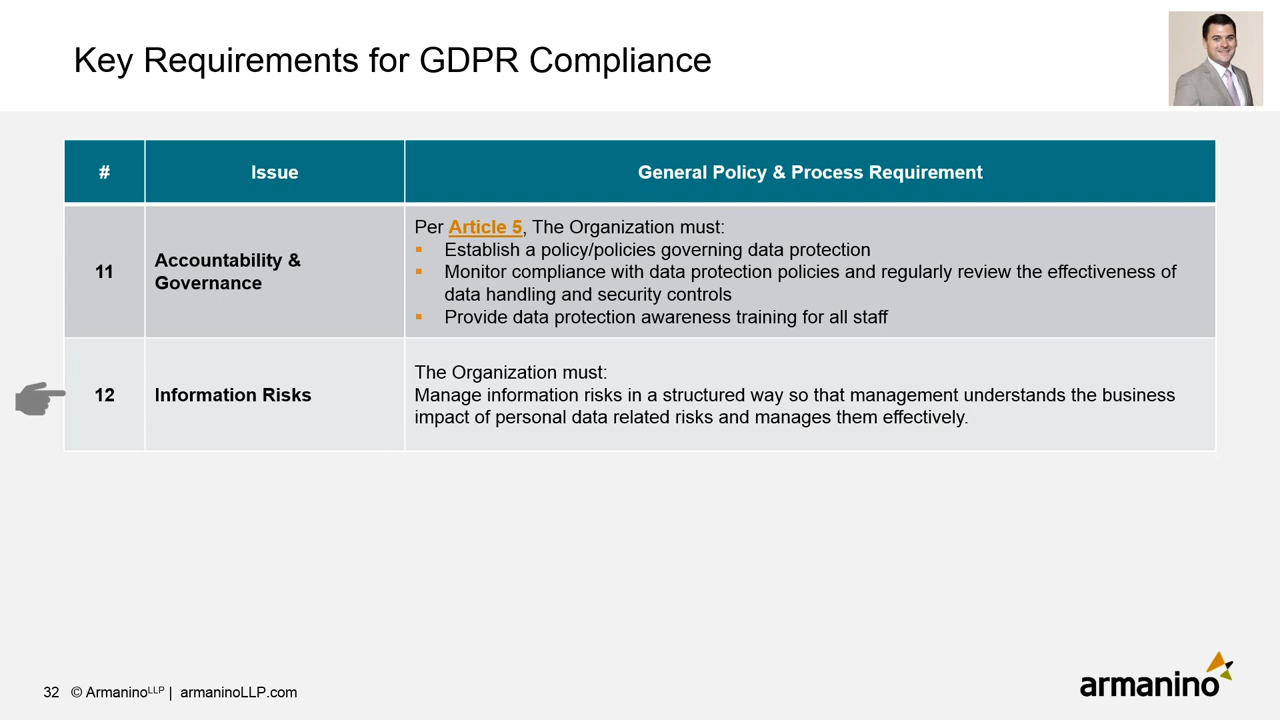 Key Requirements for GDPR Compliance
# Issue General Policy & Process Requirement
11
Accountability &
Governance
Per Article 5, The Organization must:
▪ Establish a policy/policies governing data protection
▪ Monitor compliance with data protection policies and regularly review the effectiveness of
data handling and security controls
▪ Provide data protection awareness training for all staff
12
Information Risks
The Organization must:
Manage information risks in a structured way so that management understands the business
impact of personal data related risks and manages them effectively.
32 © ArmaninoLLP | armaninoLLP.com
armanino